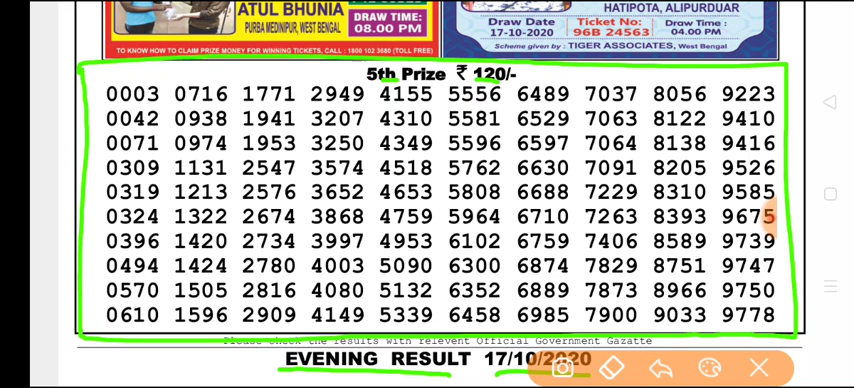 ATUL BHUNIA
PURBA MEDINIPUR, WEST BENGAL
DRAW TIME:
08.00 PM
TO KNOW HOW TO CLAIM PRIZE MONEY FOR WINNING TICKETS, CALL : 1800 102 3680 (TOLL FREE)
HATIPOTA, ALIPURDUAR
Draw Date
17-10-2020
Ticket No:
96B 24563
Draw Time :
04.00 PM
Scheme given by : TIGER ASSOCIATES, West Bengal
5th Prize ₹ 120/-
0003 0716 1771 2949 4155 5556 6489 7037 8056 9223
0042 0938 1941 3207 4310 5581 6529 7063 8122 9410
0071 0974 1953 3250 4349 5596 6597 7064 8138 9416
0309 1131 2547 3574 4518 5762 6630 7091 8205 9526
0319 1213 2576 3652 4653 5808 6688 7229 8310 9585
0324 1322 2674 3868 4759 5964 6710 7263 8393 9675
0396 1420 2734 3997 4953 6102 6759 7406 8589 9739
0494 1424 2780 4003 5090 6300 6874 7829 8751 9747
0570 1505 2816 4080 5132 6352 6889 7873 8966 9750
0610 1596 2909 4149 5339 6458 6985 7900 9033 9778
Please check the results with relevent Official Government Gazatte
EVENING RESULT 17/10/2020